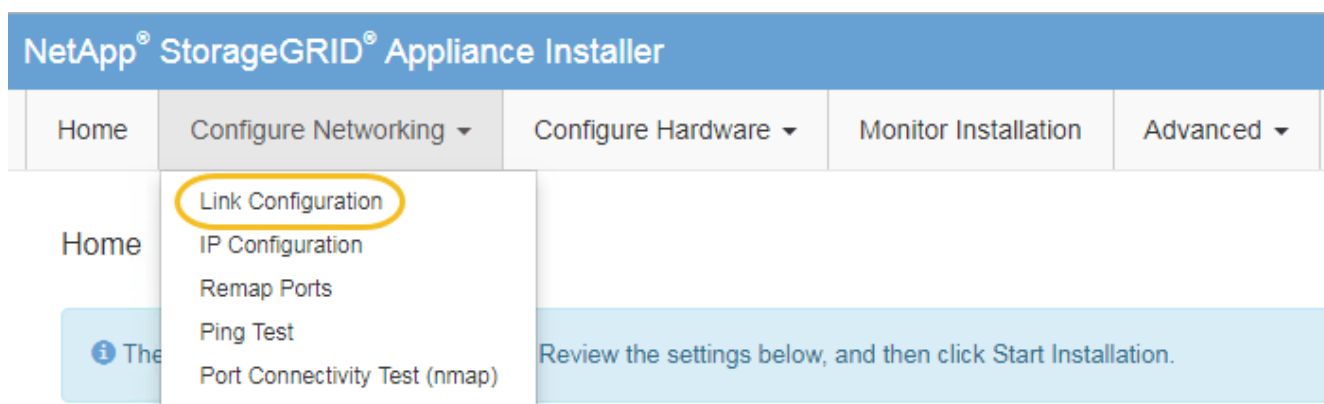 NetApp® StorageGRID® Appliance Installer
Home Configure Networking Configure Hardware Monitor Installation Advanced
Link Configuration
Home IP Configuration
Remap Ports
Ping Test
The Review the settings below, and then click Start Installation.
Port Connectivity Test (nmap)